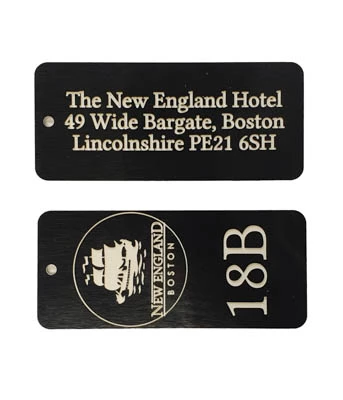 The New England Hotel
49 Wide Bargate, Boston
Lincolnshire PE21 6SH
NEW ENGLAND
BOSTON
18B